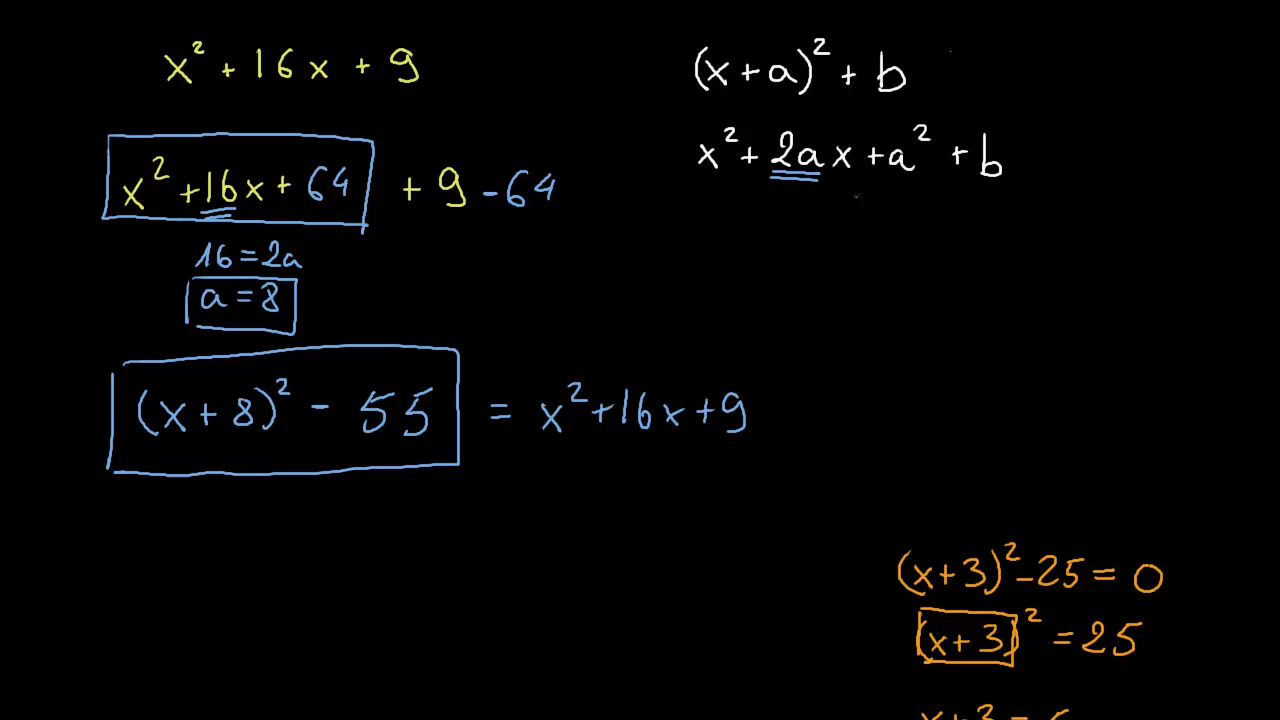 x² + 16x + 9
x² + 16x + 64 + 9 - 64
16 = 2a
a = 8
(x + 8)² - 55 = x² + 16x + 9
(x + a)² + b
x² + 2ax + a² + b
(x + 3)² - 25 = 0
(x + 3)² = 25